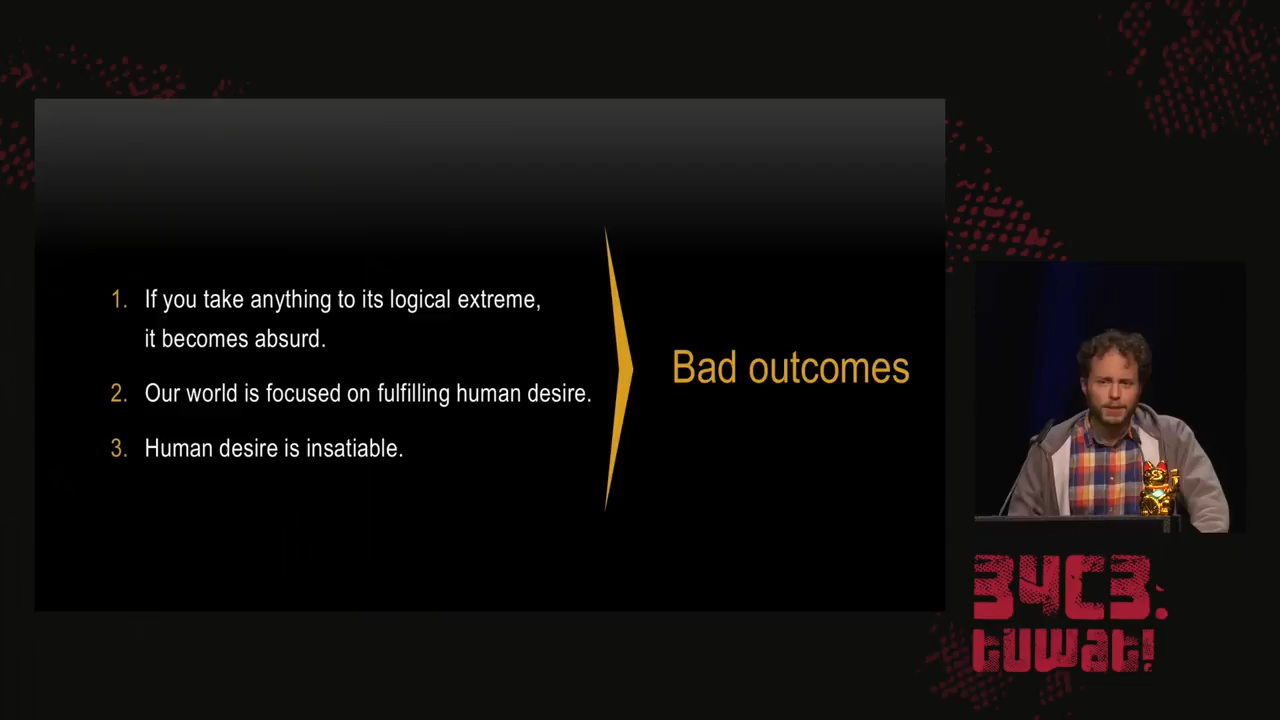 1. If you take anything to its logical extreme,
it becomes absurd.
2. Our world is focused on fulfilling human desire.
3. Human desire is insatiable.
Bad outcomes
34C3.
tuwat!